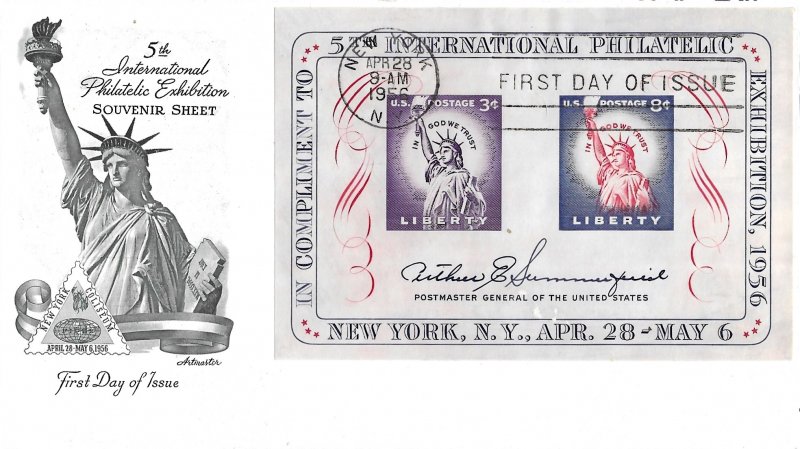 5th
International
Philatelic Exhibition
SOUVENIR SHEET
NEW YORK
COLISEUM
APRIL 28-MAY 6, 1956
Artmaster
First Day of Issue
IN COMPLIMENT TO
5TH INTERNATIONAL PHILATELIC
EXHIBITION, 1956
NEW YORK
APR 28
9-AM
1956
N
FIRST DAY OF ISSUE
U.S. POSTAGE 3¢
IN GOD WE TRUST
LIBERTY
U.S. POSTAGE 8¢
IN GOD WE TRUST
LIBERTY
Arthur E Summerfield
POSTMASTER GENERAL OF THE UNITED STATES
NEW YORK, N.Y., APR. 28-MAY 6